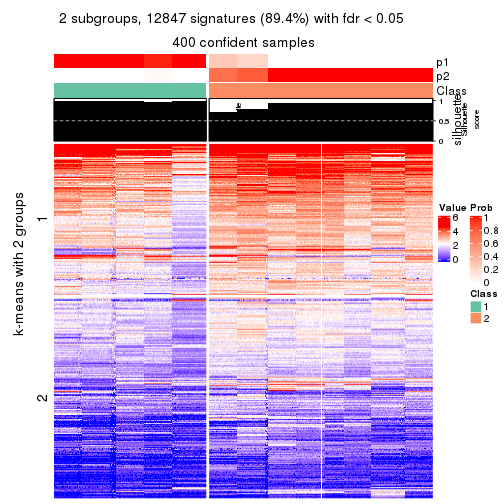 2 subgroups, 12847 signatures (89.4%) with fdr < 0.05
400 confident samples
p1
p2
Class
silhouette
Silhouette
score
1
0.5
0
k-means with 2 groups
1
2
Value
6
4
2
0
Prob
1
0.8
0.6
0.4
0.2
0
Class
1
2